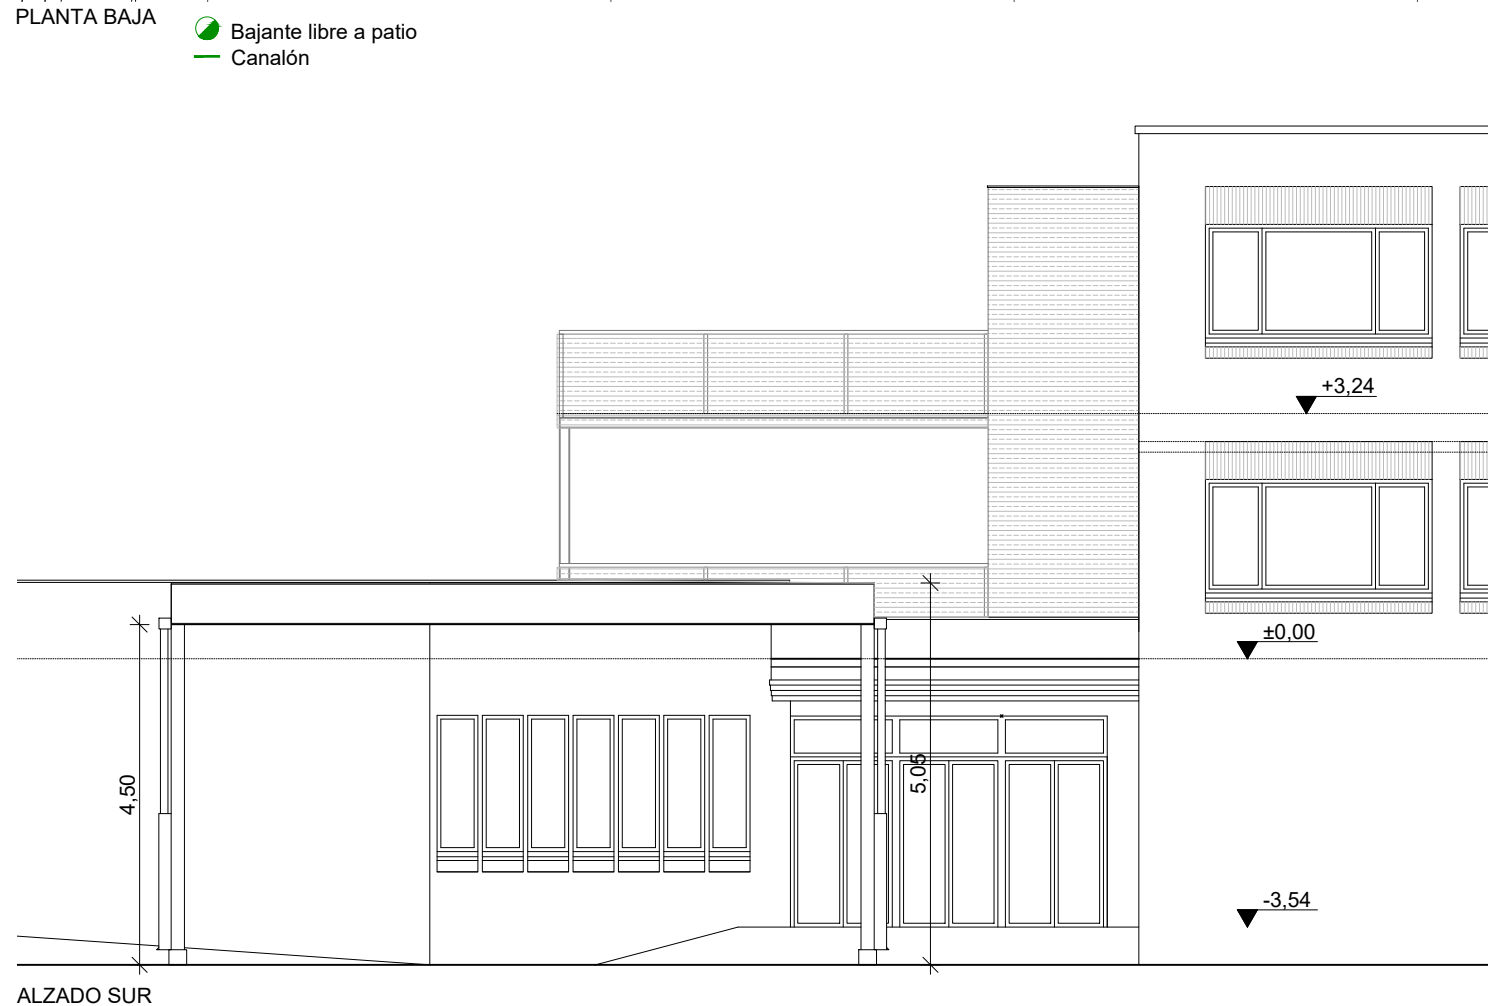 PLANTA BAJA
Bajante libre a patio
Canalón
+3,24
±0,00
4,50
5,05
-3,54
ALZADO SUR